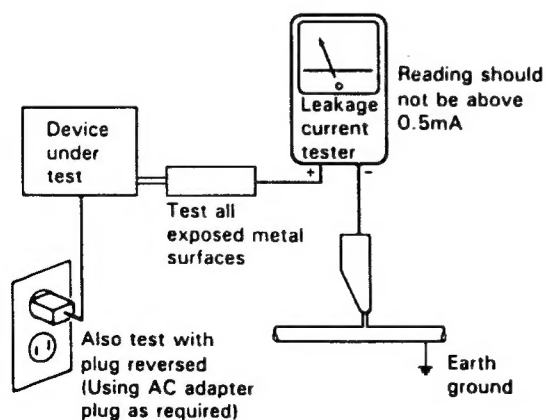 Device
under
test
Leakage
current
tester
+
-
Reading should
not be above
0.5mA
Test all
exposed metal
surfaces
Also test with
plug reversed
(Using AC adapter
plug as required)
Earth
ground